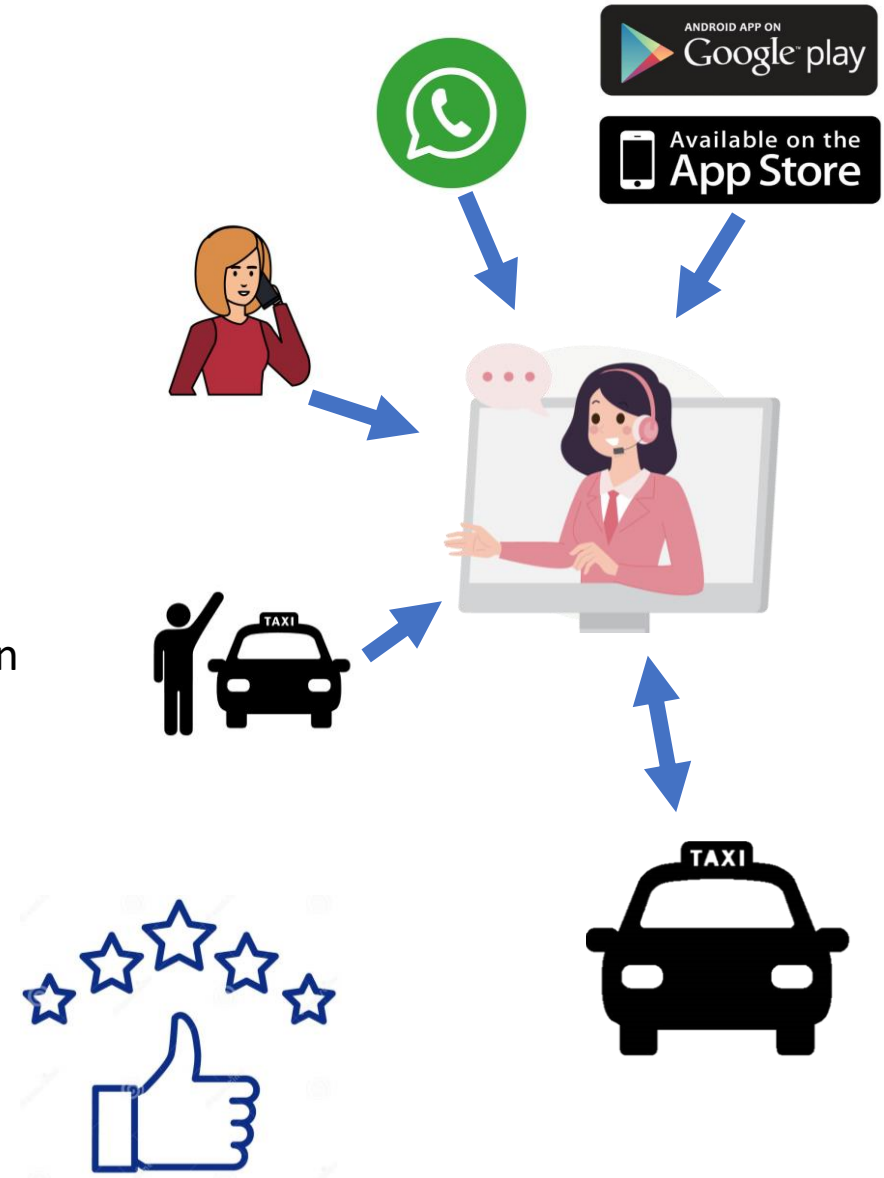 ANDROID APP ON
Google play
Available on the
App Store
TAXI
n
TAXI